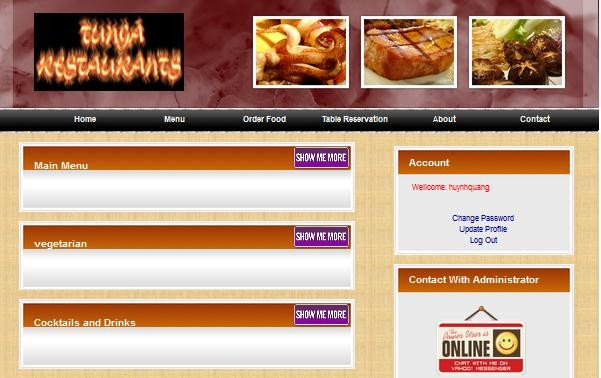 TUNGA
RESTAURANTS
Home Menu Order Food Table Reservation About Contact
Main Menu
SHOW ME MORE
vegetarian
SHOW ME MORE
Cocktails and Drinks
SHOW ME MORE
Account
Wellcome: huynhquang
Change Password
Update Profile
Log Out
Contact With Administrator
The
Power User is
ONLINE
CHAT WITH ME ON
YAHOO! MESSENGER